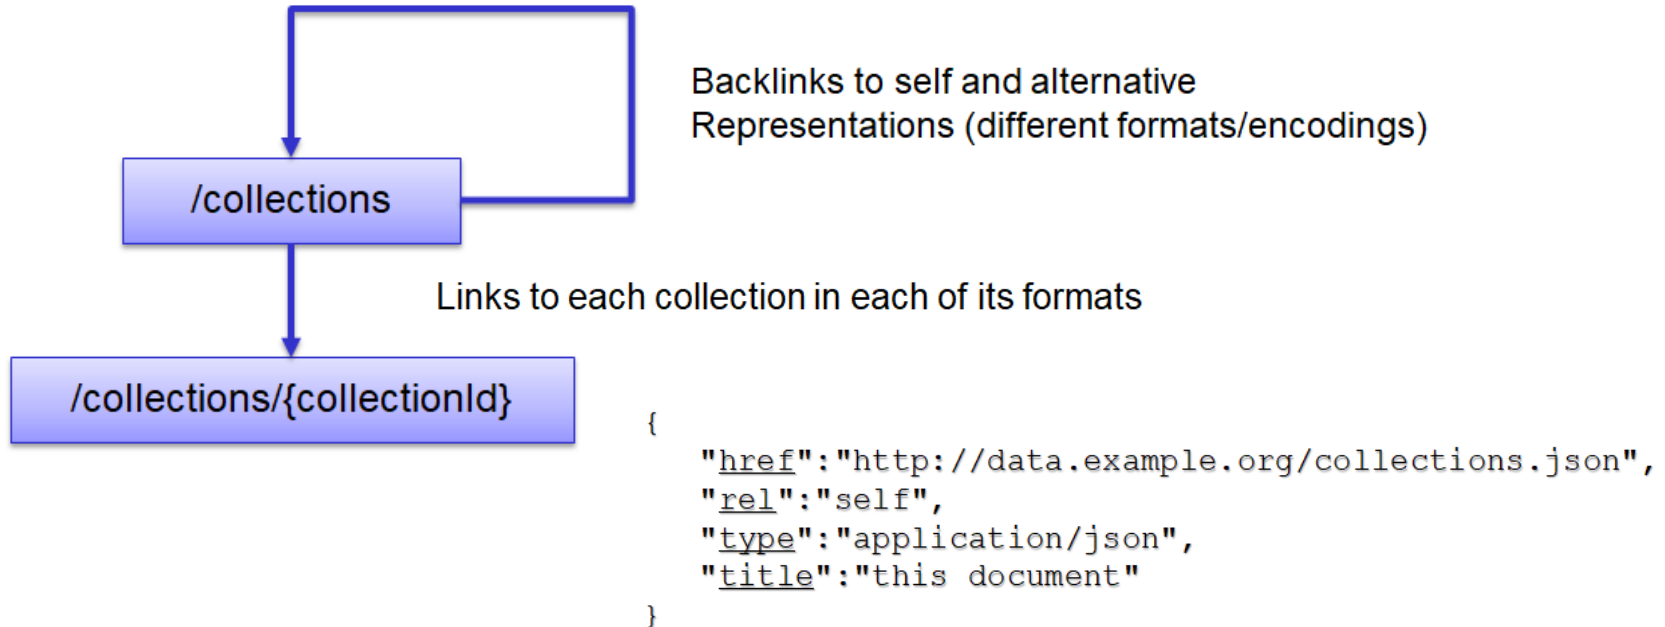 Backlinks to self and alternative
Representations (different formats/encodings)
/collections
Links to each collection in each of its formats
/collections/{collectionId}
{
"href":"http://data.example.org/collections.json",
"rel":"self",
"type":"application/json",
"title":"this document"
}